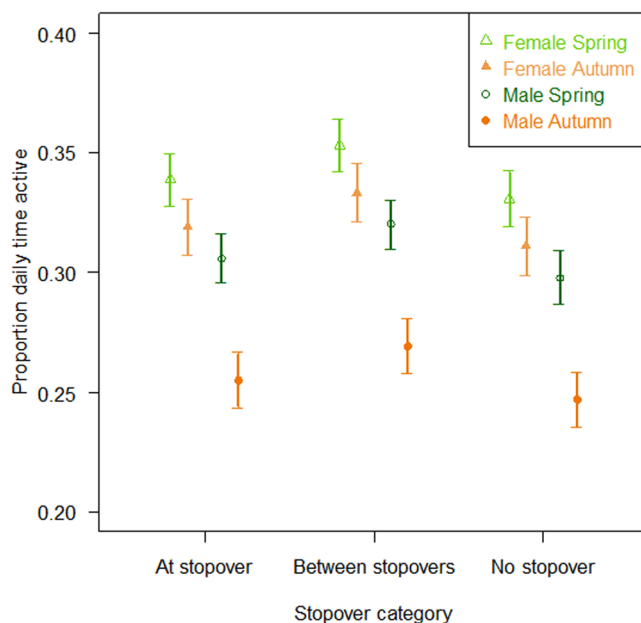 0.40
0.35
0.30
0.25
0.20
Proportion daily time active
Female Spring
Female Autumn
Male Spring
Male Autumn
At stopover
Between stopovers
No stopover
Stopover category